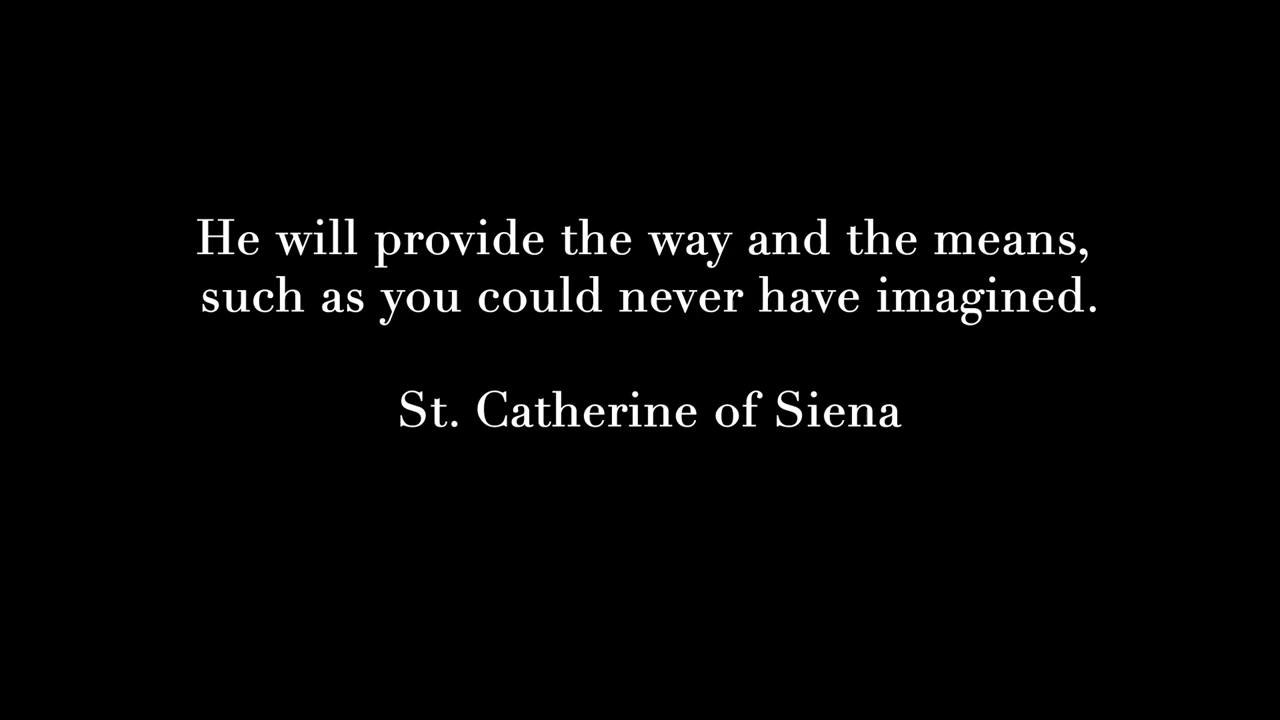 He will provide the way and the means,
such as you could never have imagined.
St. Catherine of Siena